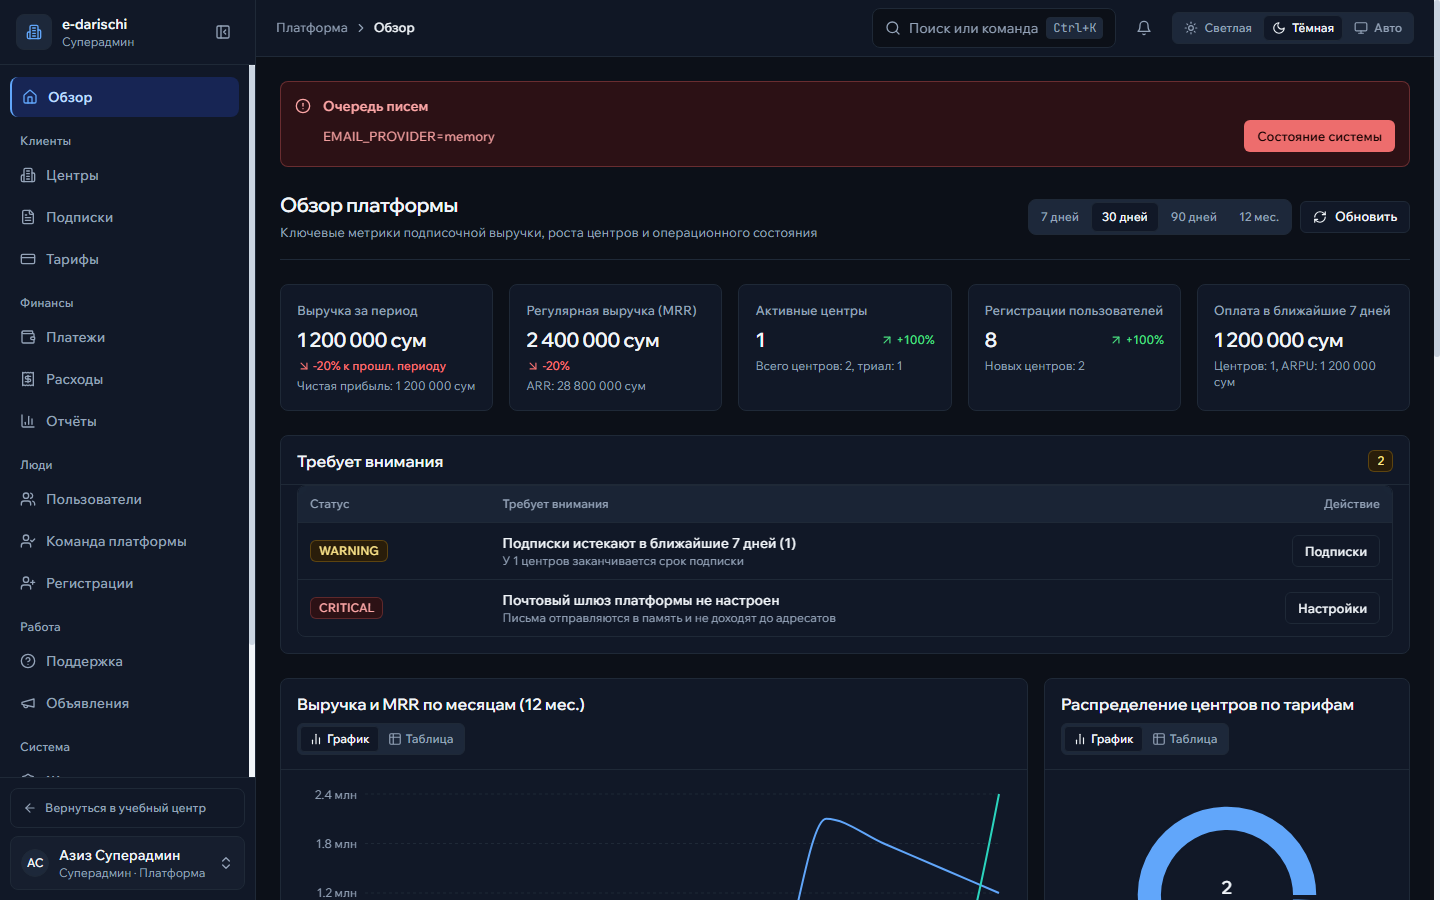 e-darischi
Суперадмин
Обзор
Клиенты
Центры
Подписки
Тарифы
Финансы
Платежи
Расходы
Отчёты
Люди
Пользователи
Команда платформы
Регистрации
Работа
Поддержка
Объявления
Система
Вернуться в учебный центр
АС
Азиз Суперадмин
Суперадмин · Платформа
Платформа
Обзор
Поиск или команда
Ctrl+K
Светлая
Тёмная
Авто
Очередь писем
EMAIL_PROVIDER=memory
Состояние системы
Обзор платформы
Ключевые метрики подписочной выручки, роста центров и операционного состояния
7 дней
30 дней
90 дней
12 мес.
Обновить
Выручка за период
1 200 000 сум
-20% к прошл. периоду
Чистая прибыль: 1 200 000 сум
Регулярная выручка (MRR)
2 400 000 сум
-20%
ARR: 28 800 000 сум
Активные центры
1
+100%
Всего центров: 2, триал: 1
Регистрации пользователей
8
+100%
Новых центров: 2
Оплата в ближайшие 7 дней
1 200 000 сум
Центров: 1, ARPU: 1 200 000
сум
Требует внимания
2
Статус
Требует внимания
Действие
WARNING
Подписки истекают в ближайшие 7 дней (1)
У 1 центров заканчивается срок подписки
Подписки
CRITICAL
Почтовый шлюз платформы не настроен
Письма отправляются в память и не доходят до адресатов
Настройки
Выручка и MRR по месяцам (12 мес.)
График
Таблица
2.4 млн
1.8 млн
1.2 млн
Распределение центров по тарифам
График
Таблица
2